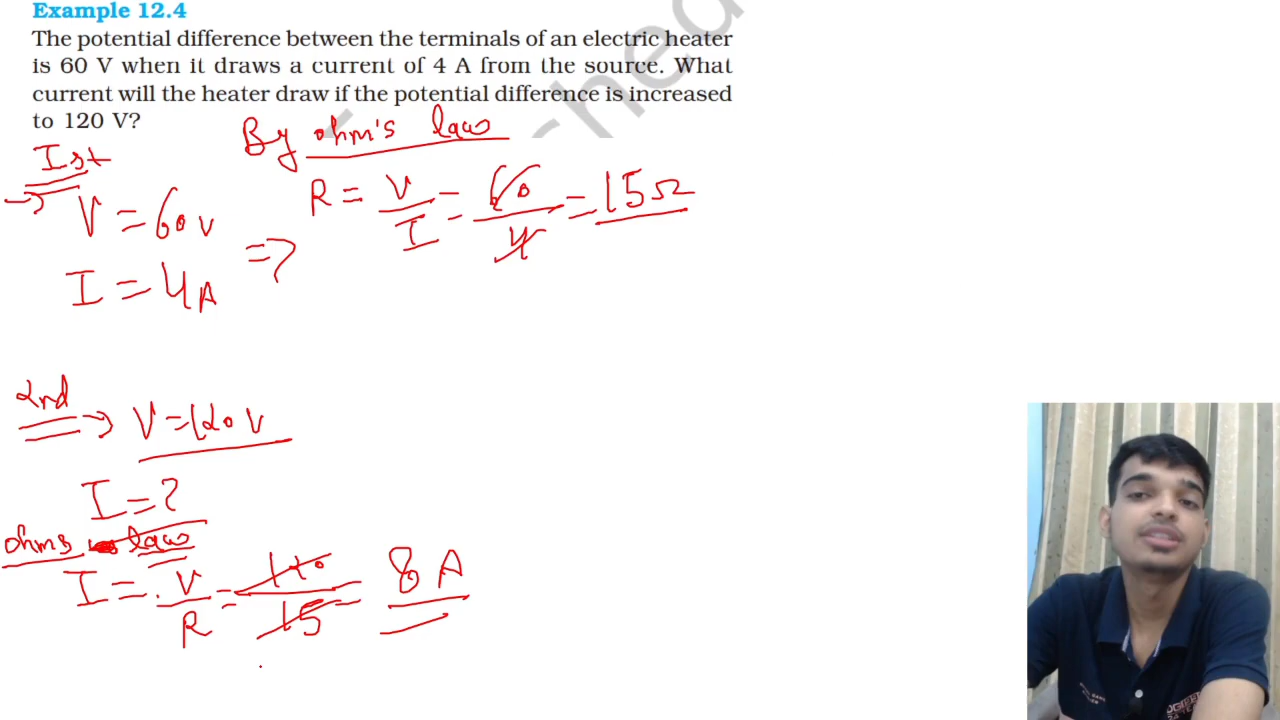 Example 12.4
The potential difference between the terminals of an electric heater
is 60 V when it draws a current of 4 A from the source. What
current will the heater draw if the potential difference is increased
to 120 V?
By ohm's law
Ist
R = V/I = 60/4 = 15Ω
V = 60 v
=>
I = 4A
2nd
V = 120 V
I = ?
ohms law
I = V/R = 120/15 = 8 A